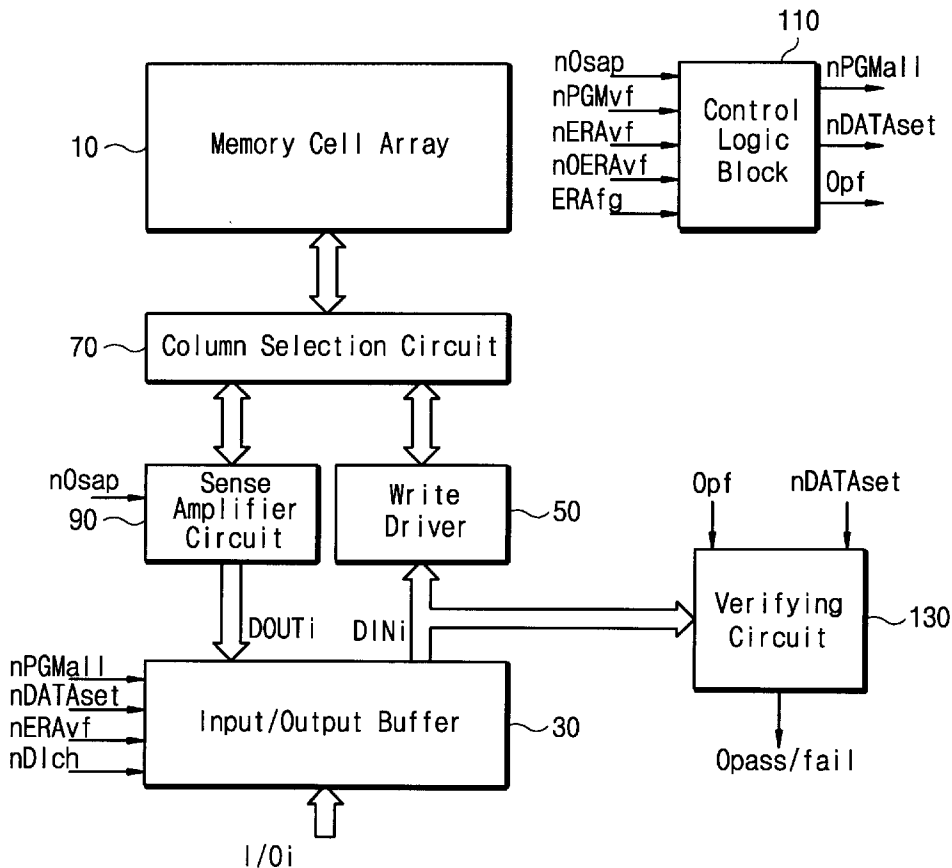 110
nOsap
nPGMvf
nERAvf
nOERAvf
ERAfg
Control
Logic
Block
nPGMall
nDATAset
Opf
10
Memory Cell Array
70
Column Selection Circuit
nOsap
90
Sense
Amplifier
Circuit
Write
Driver
50
Opf
nDATAset
Verifying
Circuit
130
DOUTi
DINi
nPGMall
nDATAset
nERAvf
nDIch
Input/Output Buffer
30
Opass/fail
I/Oi